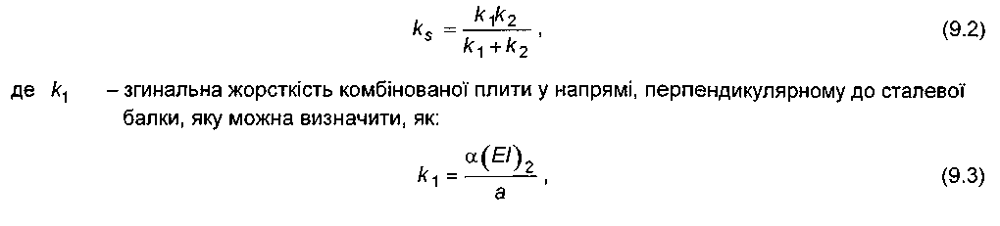 k_s = k_1k_2 / (k_1 + k_2) , (9.2)
де k_1 – згинальна жорсткість комбінованої плити у напрямі, перпендикулярному до сталевої
балки, яку можна визначити, як:
k_1 = α(EI)_2 / a , (9.3)